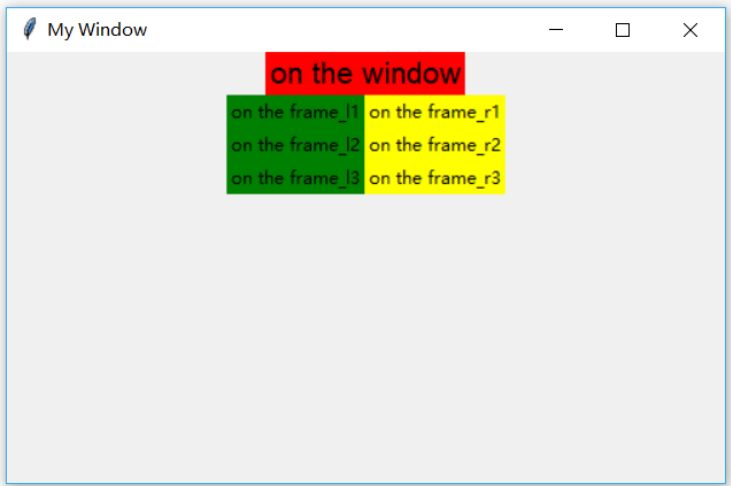 My Window
on the window
on the frame_l1 on the frame_r1
on the frame_l2 on the frame_r2
on the frame_l3 on the frame_r3